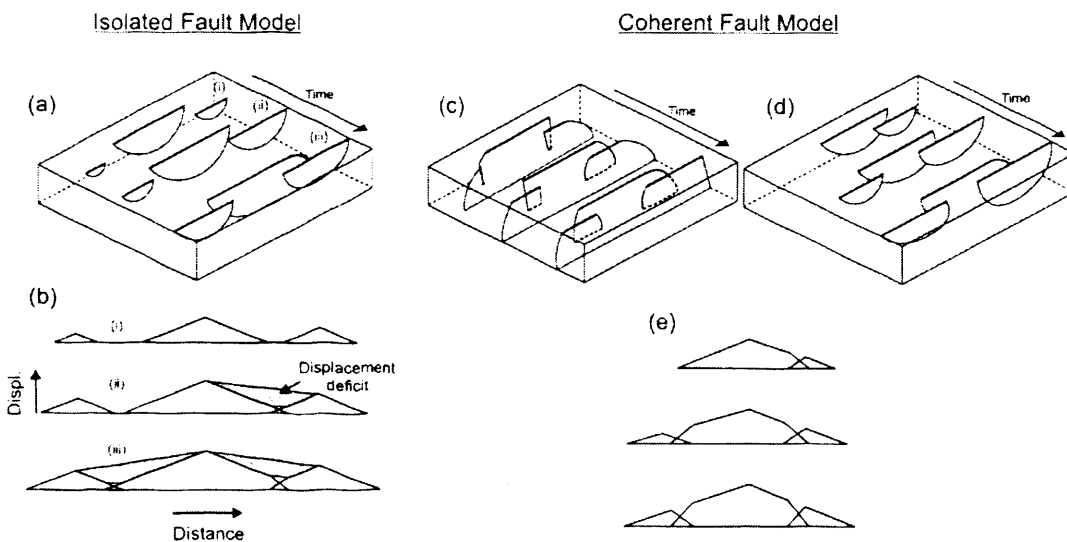 Isolated Fault Model
Coherent Fault Model
(a)
(i)
(ii)
(iii)
Time
(c)
Time
(d)
Time
(b)
(i)
(ii)
Displacement
deficit
Displ.
(iii)
Distance
(e)